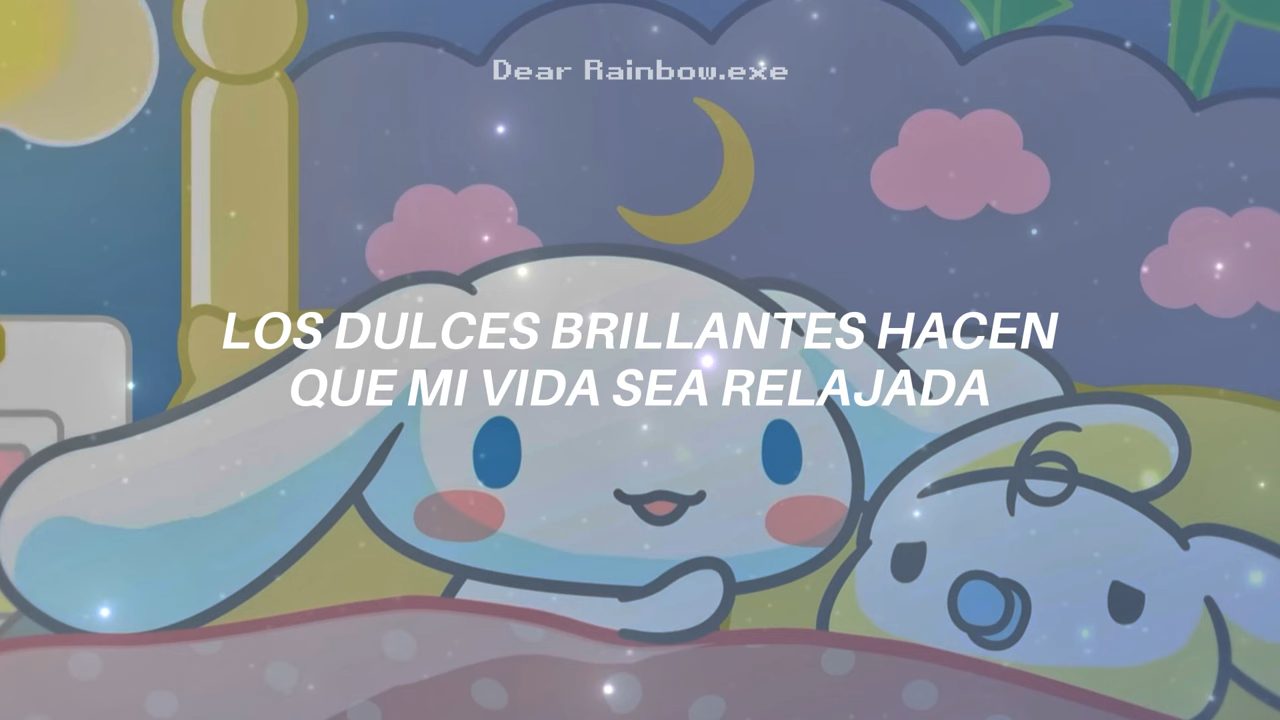 Dear Rainbow.exe
LOS DULCES BRILLANTES HACEN
QUE MI VIDA SEA RELAJADA